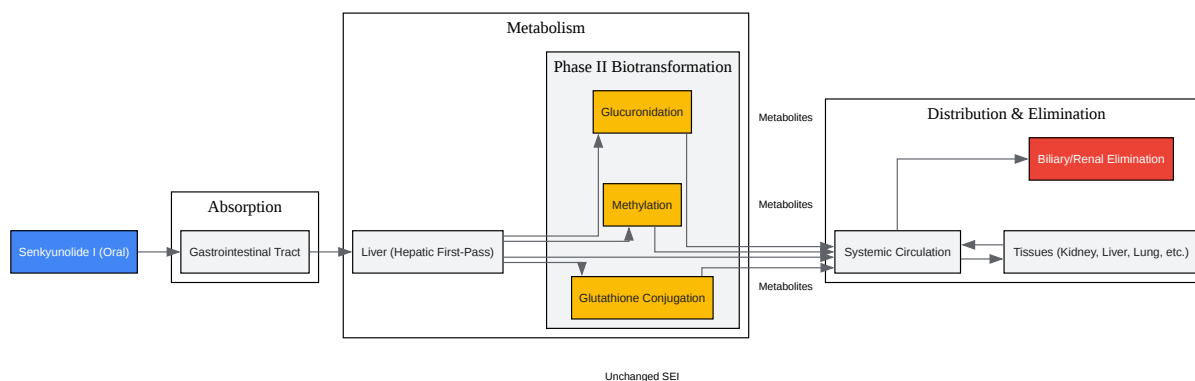 Metabolism
Phase II Biotransformation
Glucuronidation
Metabolites
Distribution & Elimination
Biliary/Renal Elimination
Absorption
Methylation
Metabolites
Senkyunolide I (Oral)
Gastrointestinal Tract
Liver (Hepatic First-Pass)
Systemic Circulation
Tissues (Kidney, Liver, Lung, etc.)
Glutathione Conjugation
Metabolites
Unchanged SEI